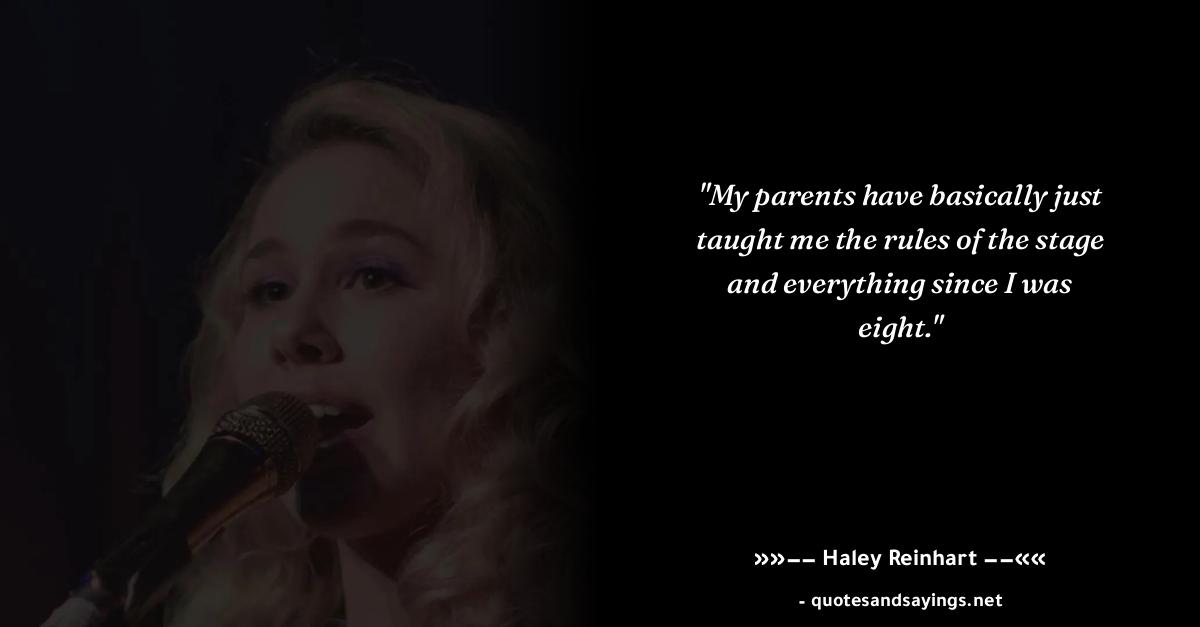 "My parents have basically just
taught me the rules of the stage
and everything since I was
eight."
»»−− Haley Reinhart −−««
- quotesandsayings.net